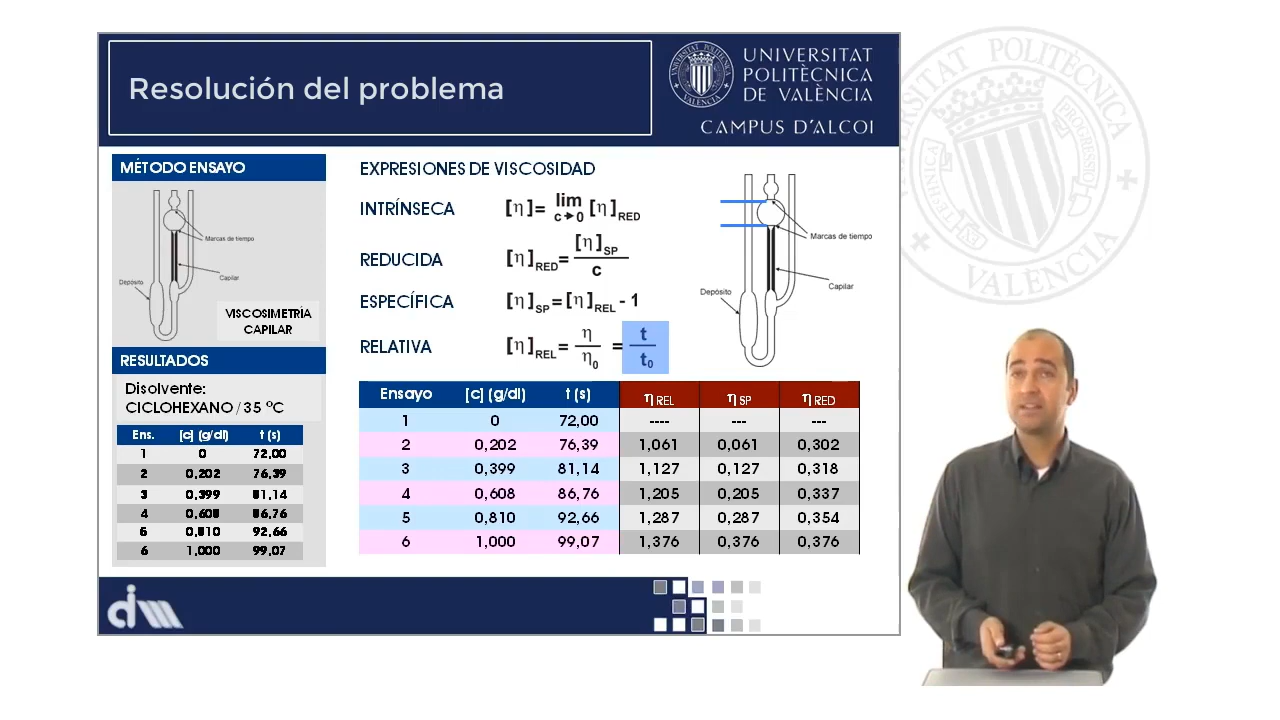 Resolución del problema
UNIVERSITAT
POLITÈCNICA
DE VALÈNCIA
CAMPUS D'ALCOI
MÉTODO ENSAYO
Marcas de tiempo
Capilar
Depósito
VISCOSIMETRÍA
CAPILAR
RESULTADOS
Disolvente:
CICLOHEXANO / 35 ºC
Ens. [c] (g/dl) t (s)
1 0 72,00
2 0,202 76,39
3 0,399 81,14
4 0,608 86,76
5 0,810 92,66
6 1,000 99,07
EXPRESIONES DE VISCOSIDAD
INTRÍNSECA [η]= lim c→0 [η]RED
REDUCIDA [η]RED= [η]SP / c
ESPECÍFICA [η]SP=[η]REL - 1
RELATIVA [η]REL= η / η0 = t / t0
Marcas de tiempo
Capilar
Depósito
Ensayo [c] (g/dl) t (s) η REL η SP η RED
1 0 72,00 ---- --- ---
2 0,202 76,39 1,061 0,061 0,302
3 0,399 81,14 1,127 0,127 0,318
4 0,608 86,76 1,205 0,205 0,337
5 0,810 92,66 1,287 0,287 0,354
6 1,000 99,07 1,376 0,376 0,376